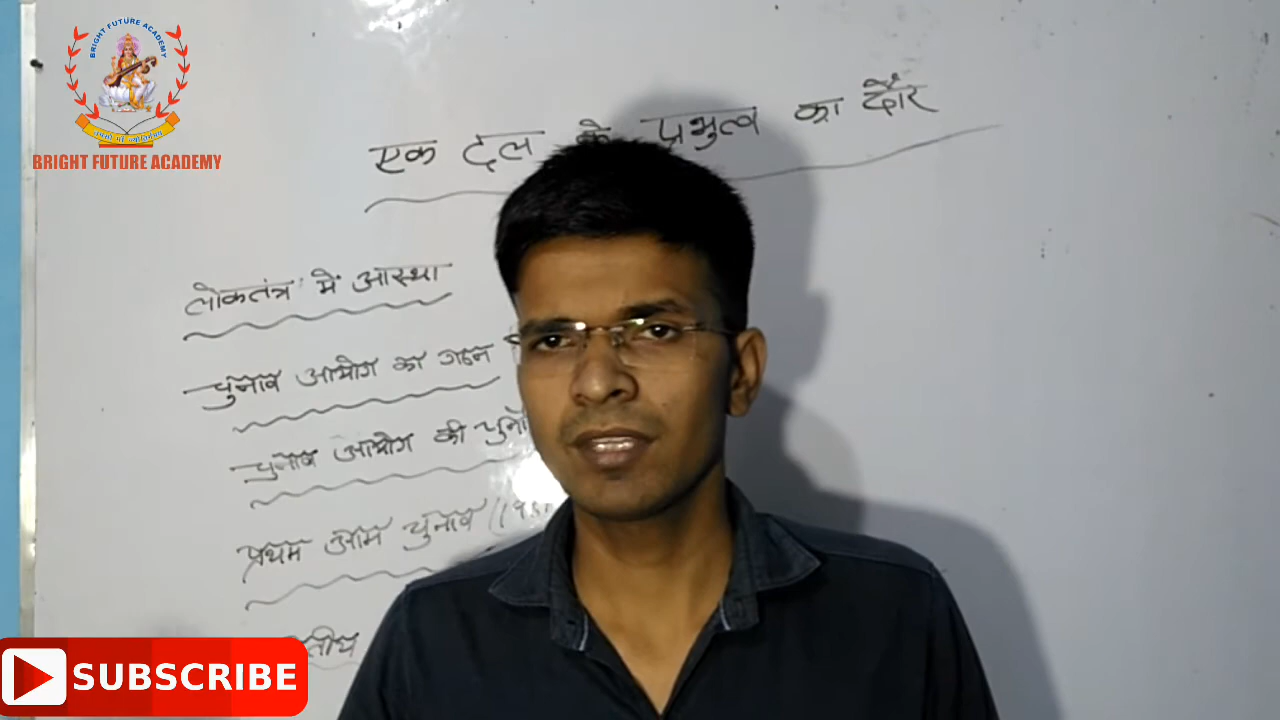 BRIGHT FUTURE ACADEMY
BRIGHT FUTURE ACADEMY
एक दल के प्रभुत्व का दौर
लोकतंत्र में आस्था
चुनाव आयोग का गठन
चुनाव आयोग की
प्रथम आम चुनाव
SUBSCRIBE